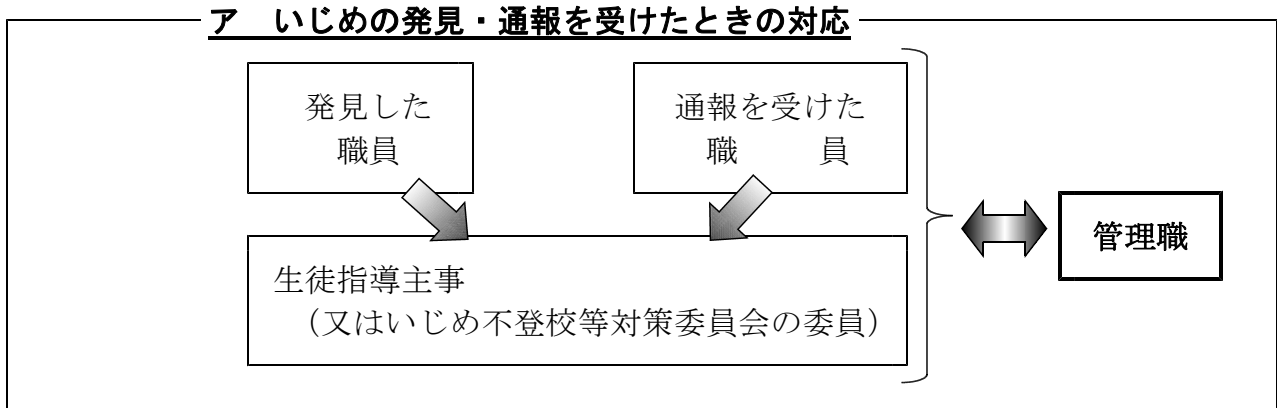 ア　いじめの発見・通報を受けたときの対応
発見した
職員
通報を受けた
職　　員
生徒指導主事
（又はいじめ不登校等対策委員会の委員）
管理職